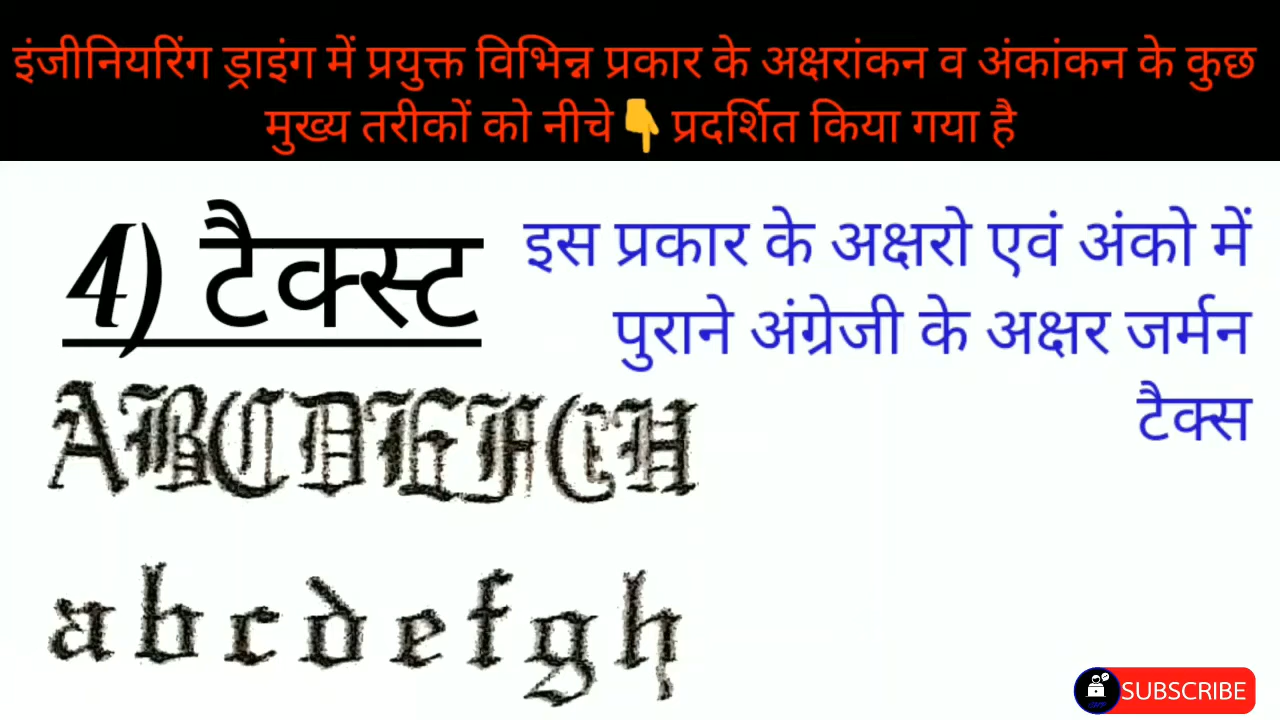 इंजीनियरिंग ड्राइंग में प्रयुक्त विभिन्न प्रकार के अक्षरांकन व अंकांकन के कुछ
मुख्य तरीकों को नीचे👇 प्रदर्शित किया गया है
4) टैक्स्ट
इस प्रकार के अक्षरो एवं अंको में
पुराने अंग्रेजी के अक्षर जर्मन
टैक्स
ABCDEFGH
a b c d e f g h
SUBSCRIBE